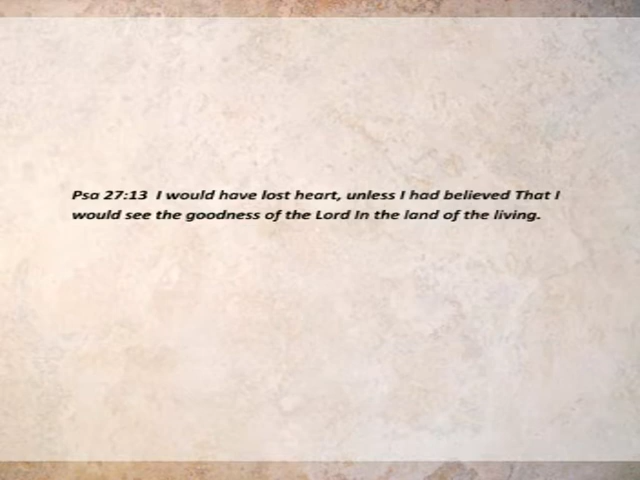 Psa 27:13  I would have lost heart, unless I had believed That I
would see the goodness of the Lord In the land of the living.